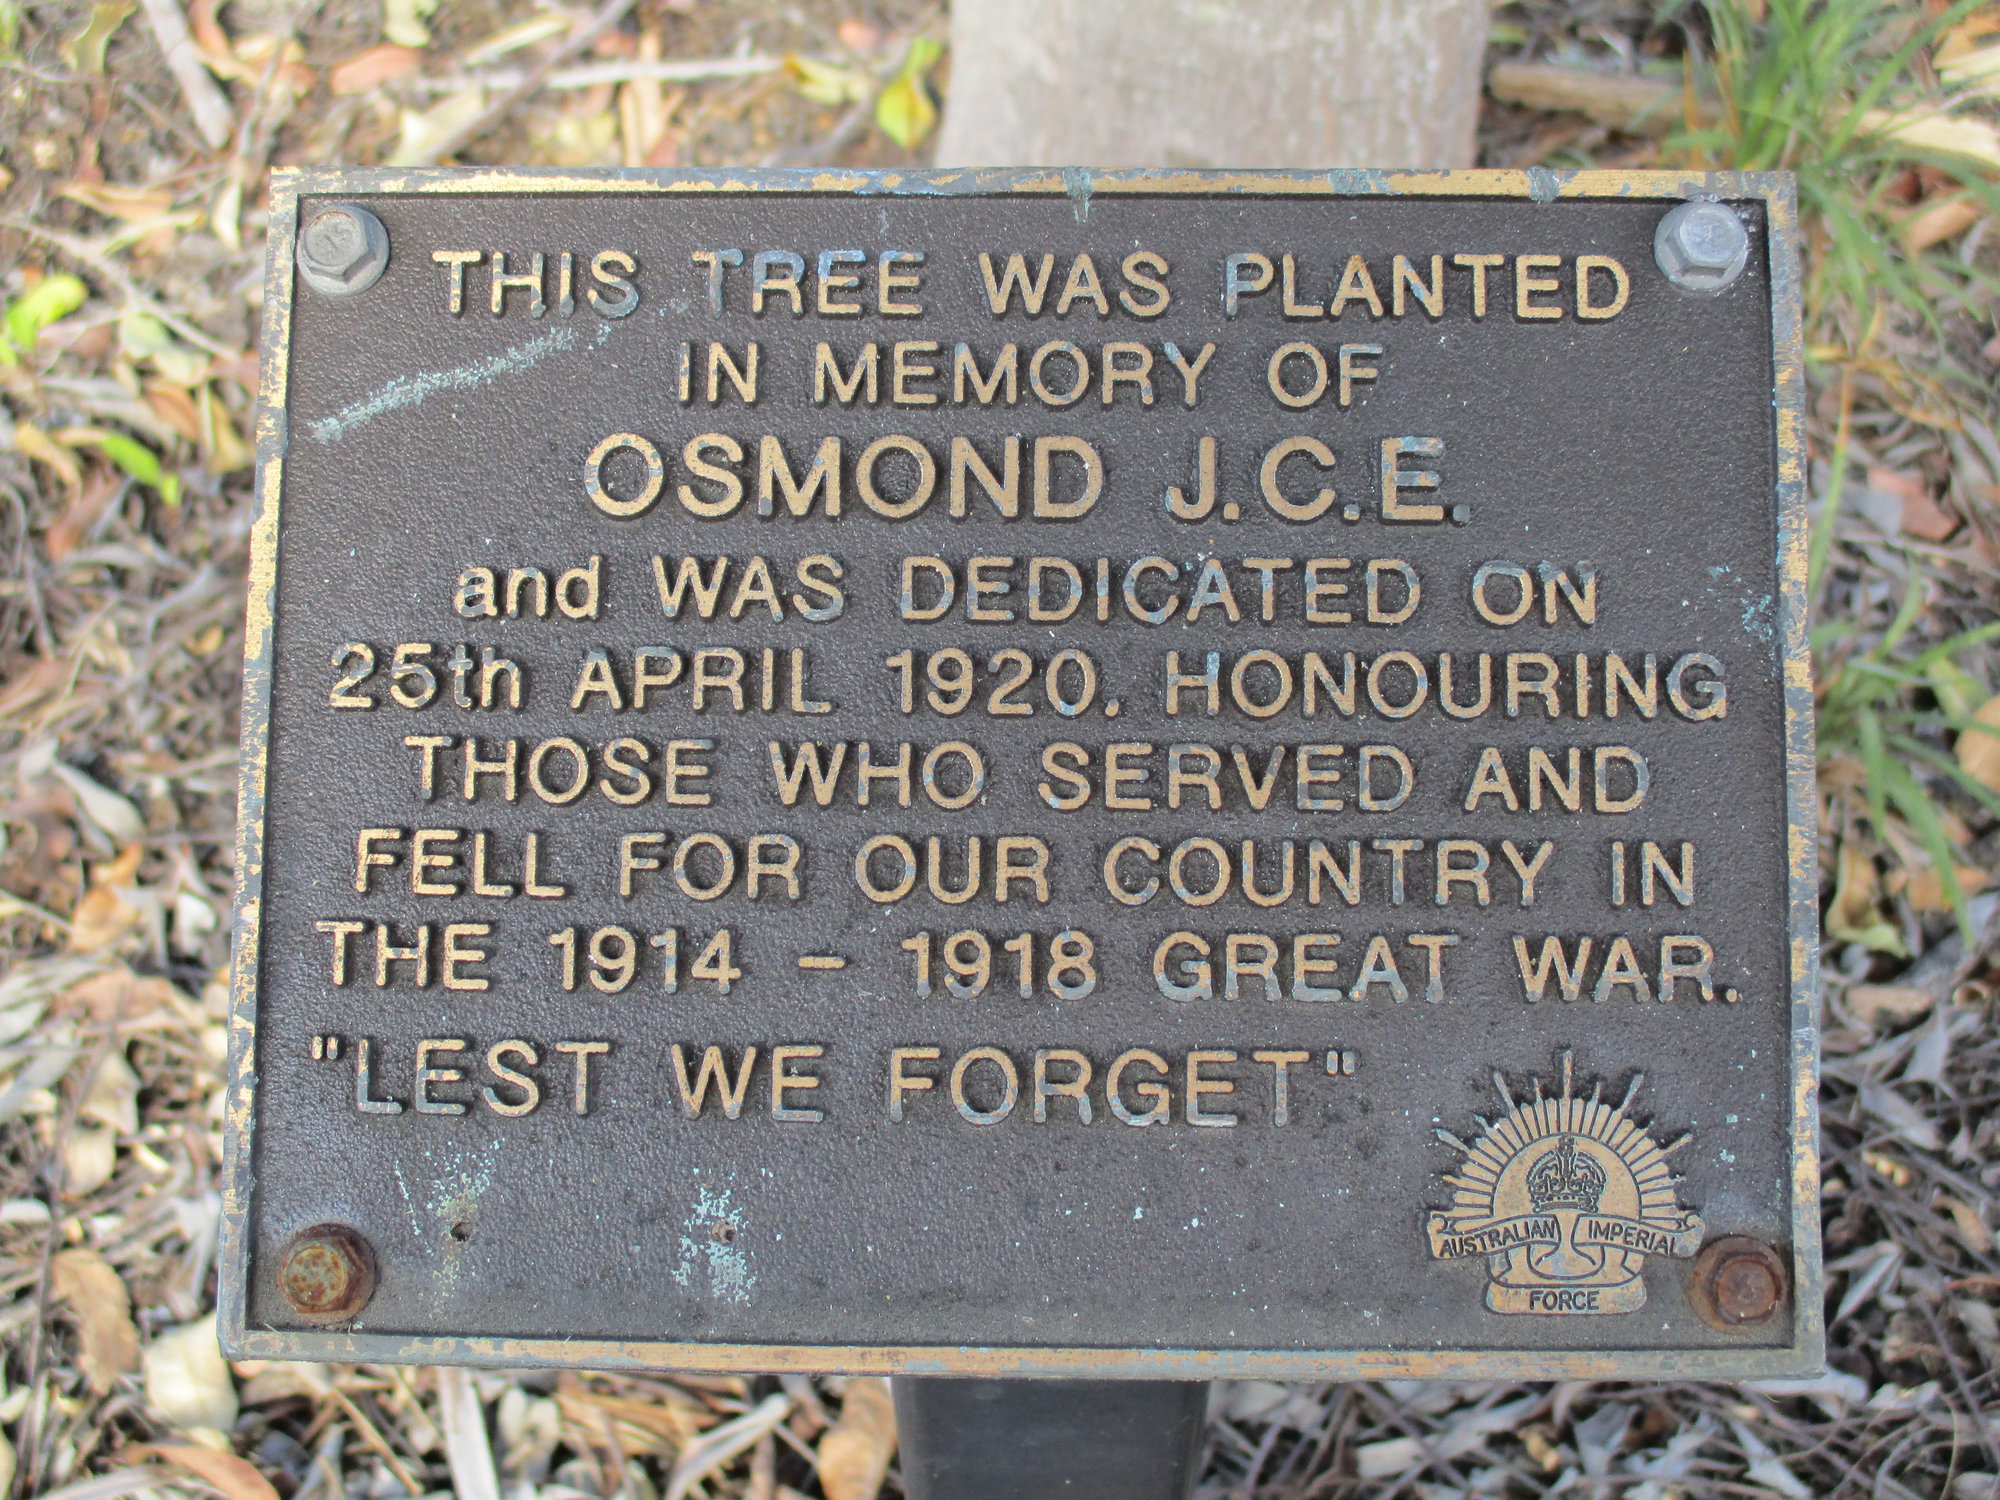 THIS TREE WAS PLANTED
IN MEMORY OF
OSMOND J.C.E.
and WAS DEDICATED ON
25th APRIL 1920. HONOURING
THOSE WHO SERVED AND
FELL FOR OUR COUNTRY IN
THE 1914 - 1918 GREAT WAR.
"LEST WE FORGET"
AUSTRALIAN IMPERIAL
FORCE